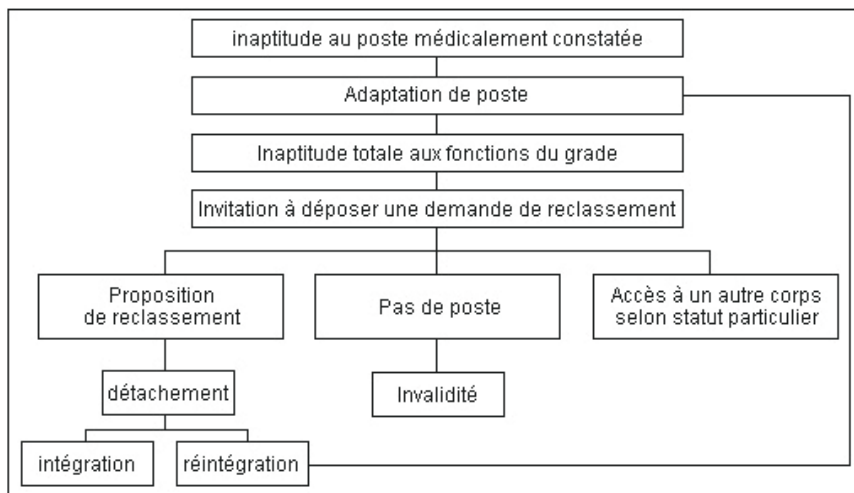 inaptitude au poste médicalement constatée
Adaptation de poste
Inaptitude totale aux fonctions du grade
Invitation à déposer une demande de reclassement
Proposition
de reclassement
Pas de poste
Accès à un autre corps
selon statut particulier
détachement
Invalidité
intégration
réintégration